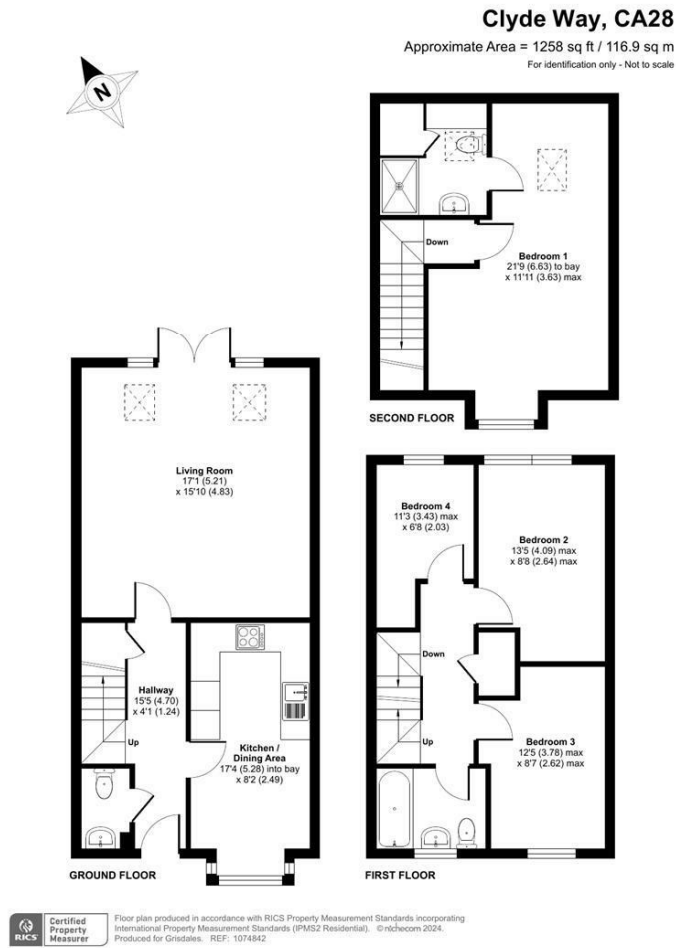 Clyde Way, CA28
Approximate Area = 1258 sq ft / 116.9 sq m
For identification only - Not to scale
N
Down
Bedroom 1
21'9 (6.63) to bay
x 11'11 (3.63) max
SECOND FLOOR
Living Room
17'1 (5.21)
x 15'10 (4.83)
Hallway
15'5 (4.70)
x 4'1 (1.24)
Up
Kitchen /
Dining Area
17'4 (5.28) into bay
x 8'2 (2.49)
GROUND FLOOR
Bedroom 4
11'3 (3.43) max
x 6'8 (2.03)
Bedroom 2
13'5 (4.09) max
x 8'8 (2.64) max
Down
Up
Bedroom 3
12'5 (3.78) max
x 8'7 (2.62) max
FIRST FLOOR
RICS
Certified
Property
Measurer
Floor plan produced in accordance with RICS Property Measurement Standards incorporating
International Property Measurement Standards (IPMS2 Residential). © nichecom 2024.
Produced for Grisdales. REF: 1074842